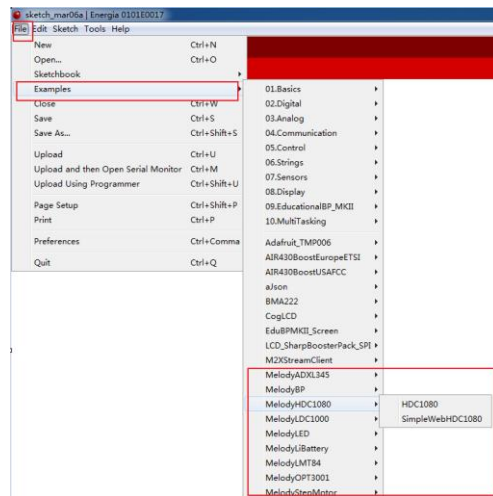 sketch_mar06a | Energia 0101E0017
File Edit Sketch Tools Help
New Ctrl+N
Open... Ctrl+O
Sketchbook
Examples
Close Ctrl+W
Save Ctrl+S
Save As... Ctrl+Shift+S
Upload Ctrl+U
Upload and then Open Serial Monitor Ctrl+M
Upload Using Programmer Ctrl+Shift+U
Page Setup Ctrl+Shift+P
Print Ctrl+P
Preferences Ctrl+Comma
Quit Ctrl+Q
01.Basics
02.Digital
03.Analog
04.Communication
05.Control
06.Strings
07.Sensors
08.Display
09.EducationalBP_MKII
10.MultiTasking
Adafruit_TMP006
AIR430BoostEuropeETSI
AIR430BoostUSAFCC
aJson
BMA222
CogLCD
EduBPMKII_Screen
LCD_SharpBoosterPack_SPI
M2XStreamClient
MelodyADXL345
MelodyBP
MelodyHDC1080
MelodyLDC1000
MelodyLED
MelodyLiBattery
MelodyLMT84
MelodyOPT3001
MelodyStepMotor
HDC1080
SimpleWebHDC1080